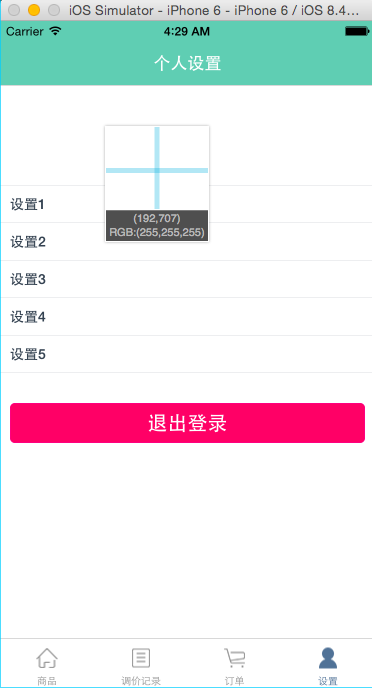 iOS Simulator - iPhone 6 - iPhone 6 / iOS 8.4...
Carrier 4:29 AM
个人设置
(192,707)
RGB:(255,255,255)
设置1
设置2
设置3
设置4
设置5
退出登录
商品 调价记录 订单 设置